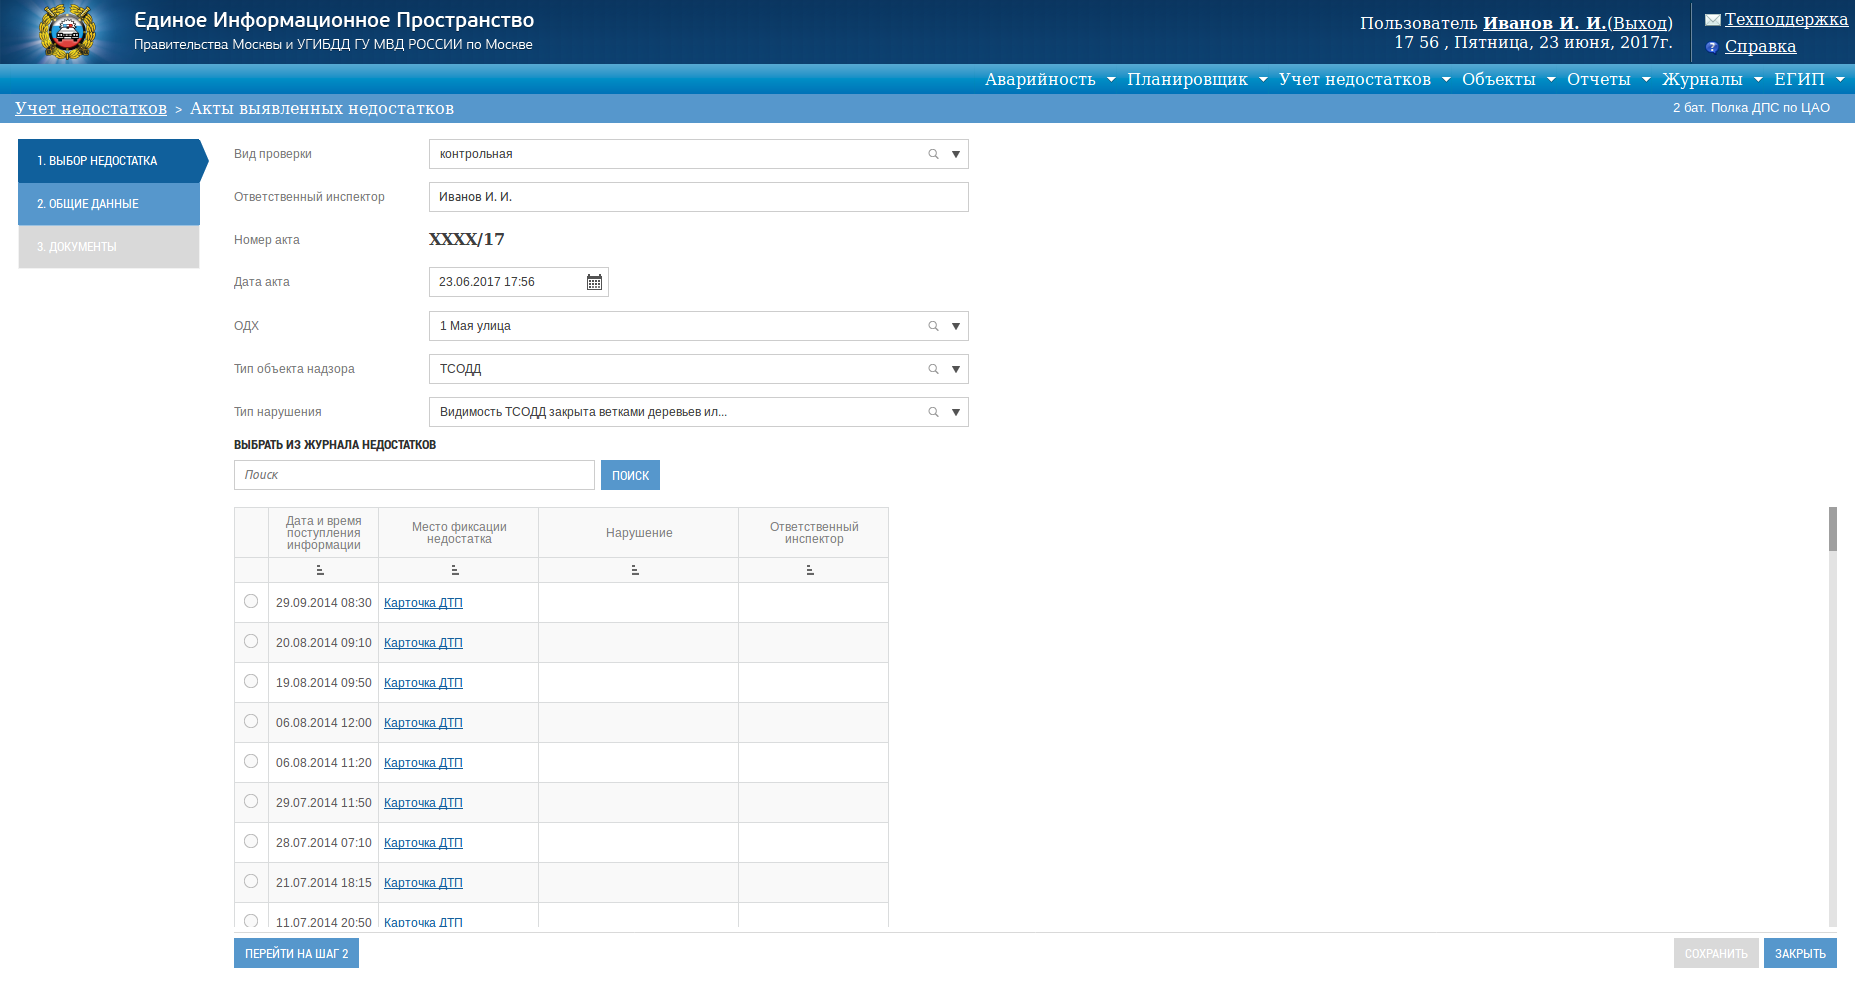 Единое Информационное Пространство
Правительства Москвы и УГИБДД ГУ МВД РОССИИ по Москве
Пользователь Иванов И. И.(Выход)
17 56 , Пятница, 23 июня, 2017г.
Техподдержка
Справка
Аварийность Планировщик Учет недостатков Объекты Отчеты Журналы ЕГИП
Учет недостатков > Акты выявленных недостатков
2 бат. Полка ДПС по ЦАО
1. ВЫБОР НЕДОСТАТКА
2. ОБЩИЕ ДАННЫЕ
3. ДОКУМЕНТЫ
Вид проверки контрольная
Ответственный инспектор Иванов И. И.
Номер акта XXXX/17
Дата акта 23.06.2017 17:56
ОДХ 1 Мая улица
Тип объекта надзора ТСОДД
Тип нарушения Видимость ТСОДД закрыта ветками деревьев ил...
ВЫБРАТЬ ИЗ ЖУРНАЛА НЕДОСТАТКОВ
Поиск ПОИСК
Дата и время
поступления
информации
Место фиксации
недостатка
Нарушение
Ответственный
инспектор
29.09.2014 08:30 Карточка ДТП
20.08.2014 09:10 Карточка ДТП
19.08.2014 09:50 Карточка ДТП
06.08.2014 12:00 Карточка ДТП
06.08.2014 11:20 Карточка ДТП
29.07.2014 11:50 Карточка ДТП
28.07.2014 07:10 Карточка ДТП
21.07.2014 18:15 Карточка ДТП
11.07.2014 20:50 Карточка ДТП
ПЕРЕЙТИ НА ШАГ 2
СОХРАНИТЬ ЗАКРЫТЬ